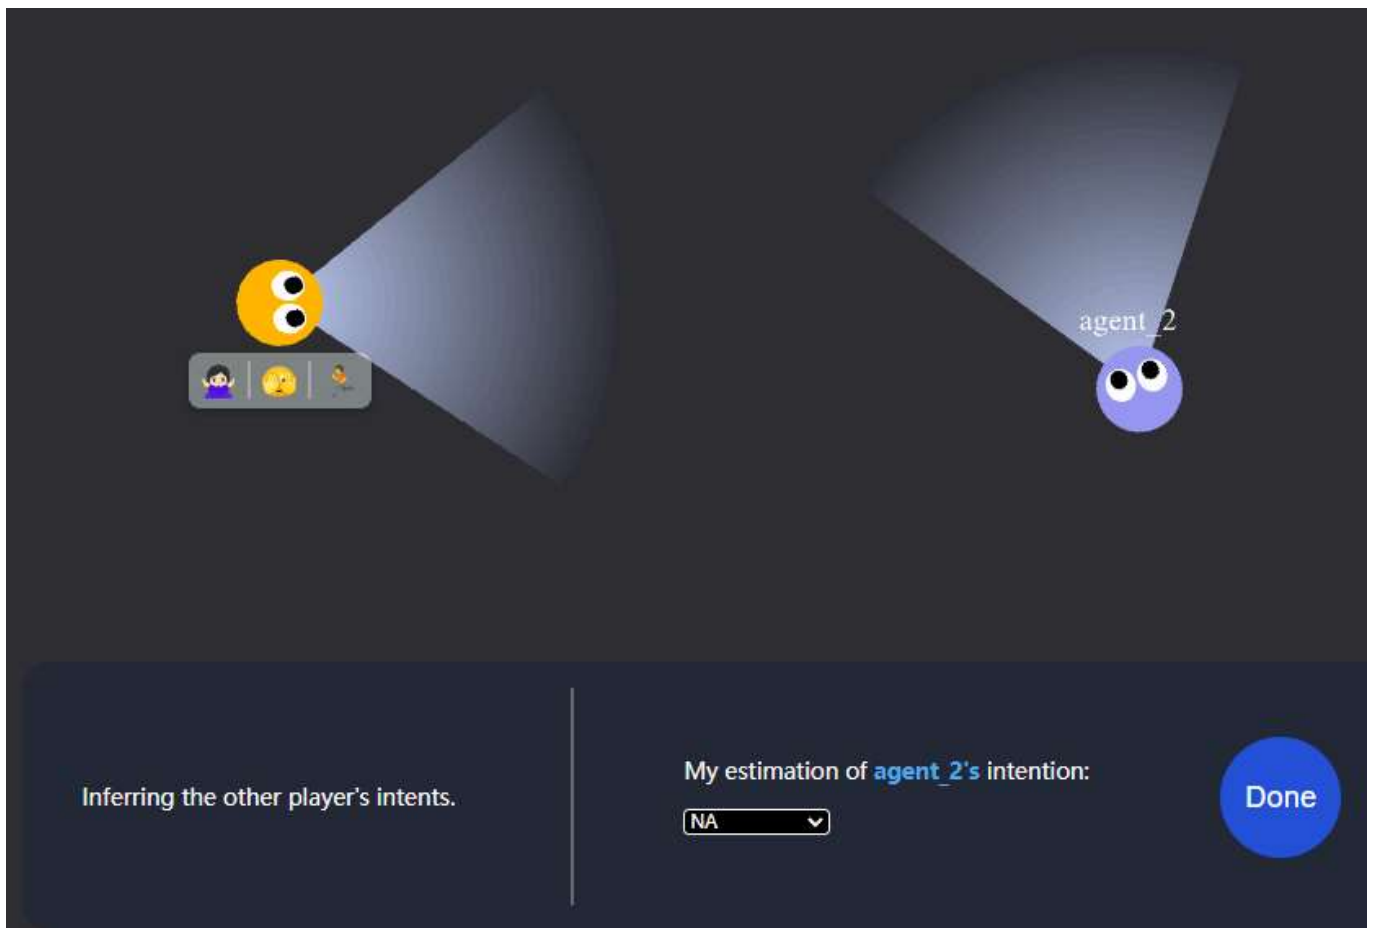 agent_2
Inferring the other player's intents.
My estimation of agent_2's intention:
NA
Done